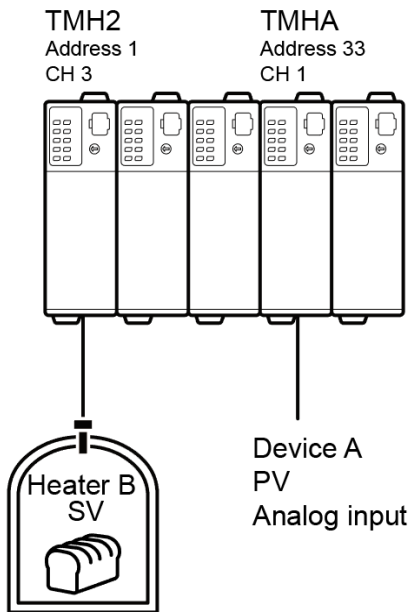 TMH2
Address 1
CH 3
TMHA
Address 33
CH 1
Heater B
SV
Device A
PV
Analog input